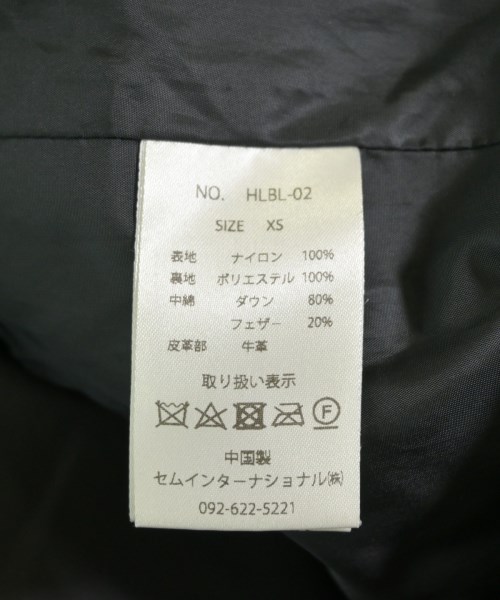 NO. HLBL-02
SIZE XS
表地 ナイロン 100%
裏地 ポリエステル 100%
中綿 ダウン 80%
フェザー 20%
皮革部 牛革
取り扱い表示
F
中国製
セムインターナショナル(株)
092-622-5221